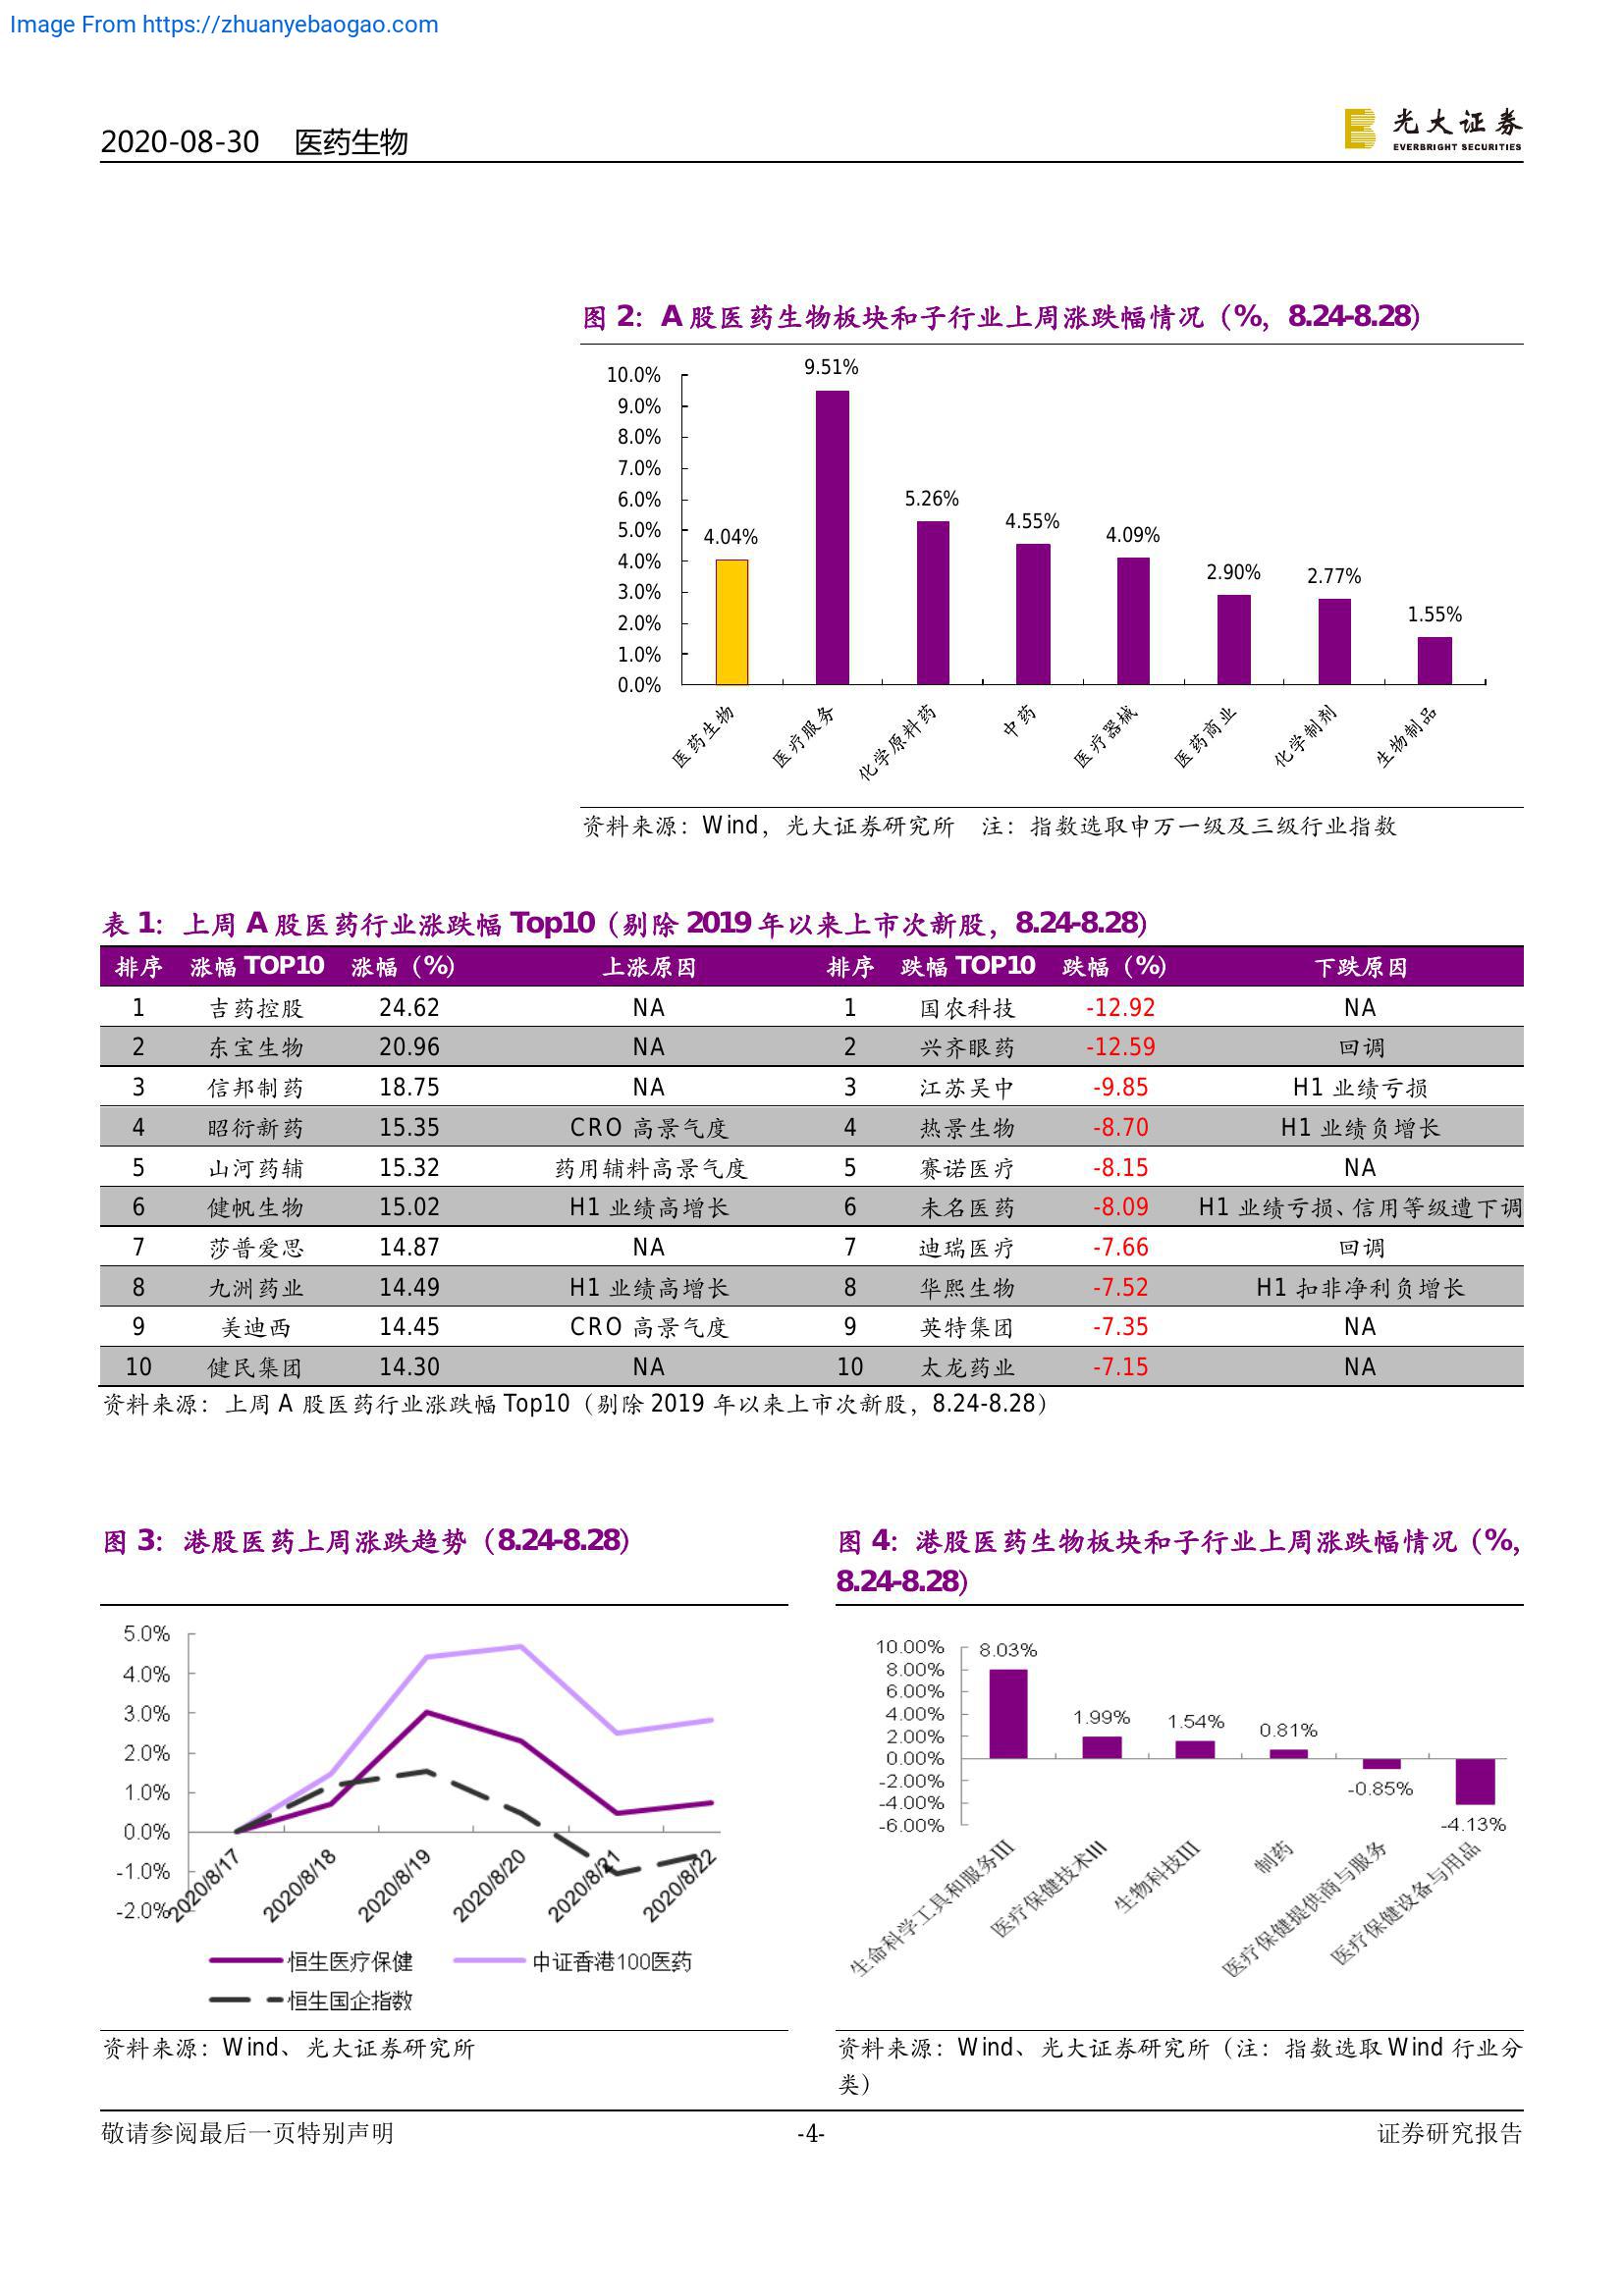 Image From https://zhuanyebaogao.com
2020-08-30 医药生物
光大证券
EVERBRIGHT SECURITIES
图 2：A 股医药生物板块和子行业上周涨跌幅情况（%，8.24-8.28）
10.0%
9.0%
8.0%
7.0%
6.0%
5.0%
4.0%
3.0%
2.0%
1.0%
0.0%
4.04%
9.51%
5.26%
4.55%
4.09%
2.90%
2.77%
1.55%
医药生物
医疗服务
化学原料药
中药
医疗器械
医药商业
化学制剂
生物制品
资料来源：Wind，光大证券研究所 注：指数选取申万一级及三级行业指数
表 1：上周 A 股医药行业涨跌幅 Top10（剔除 2019 年以来上市次新股，8.24-8.28）
排序 涨幅 TOP10 涨幅（%） 上涨原因 排序 跌幅 TOP10 跌幅（%） 下跌原因
1 吉药控股 24.62 NA 1 国农科技 -12.92 NA
2 东宝生物 20.96 NA 2 兴齐眼药 -12.59 回调
3 信邦制药 18.75 NA 3 江苏吴中 -9.85 H1 业绩亏损
4 昭衍新药 15.35 CRO 高景气度 4 热景生物 -8.70 H1 业绩负增长
5 山河药辅 15.32 药用辅料高景气度 5 赛诺医疗 -8.15 NA
6 健帆生物 15.02 H1 业绩高增长 6 未名医药 -8.09 H1 业绩亏损、信用等级遭下调
7 莎普爱思 14.87 NA 7 迪瑞医疗 -7.66 回调
8 九洲药业 14.49 H1 业绩高增长 8 华熙生物 -7.52 H1 扣非净利负增长
9 美迪西 14.45 CRO 高景气度 9 英特集团 -7.35 NA
10 健民集团 14.30 NA 10 太龙药业 -7.15 NA
资料来源：上周 A 股医药行业涨跌幅 Top10（剔除 2019 年以来上市次新股，8.24-8.28）
图 3：港股医药上周涨跌趋势（8.24-8.28）
5.0%
4.0%
3.0%
2.0%
1.0%
0.0%
-1.0%
-2.0%
2020/8/17
2020/8/18
2020/8/19
2020/8/20
2020/8/21
2020/8/22
恒生医疗保健
中证香港100医药
恒生国企指数
资料来源：Wind、光大证券研究所
图 4：港股医药生物板块和子行业上周涨跌幅情况（%，
8.24-8.28）
10.00%
8.00%
6.00%
4.00%
2.00%
0.00%
-2.00%
-4.00%
-6.00%
8.03%
1.99%
1.54%
0.81%
-0.85%
-4.13%
生命科学工具和服务III
医疗保健技术III
生物科技III
制药
医疗保健提供商与服务
医疗保健设备与用品
资料来源：Wind、光大证券研究所（注：指数选取 Wind 行业分
类）
敬请参阅最后一页特别声明 -4- 证券研究报告